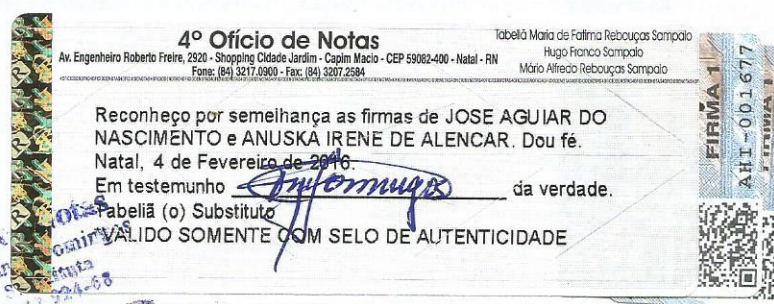 4º Ofício de Notas
Av. Engenheiro Roberto Freire, 2920 - Shopping Cidade Jardim - Capim Macio - CEP 59082-400 - Natal - RN
Fone: (84) 3217.0900 - Fax: (84) 3207.2584
Tabeliã Maria de Fatima Rebouças Sampaio
Hugo Franco Sampaio
Mário Alfredo Rebouças Sampaio
Reconheço por semelhança as firmas de JOSE AGUIAR DO
NASCIMENTO e ANUSKA IRENE DE ALENCAR. Dou fé.
Natal, 4 de Fevereiro de 2016.
Em testemunho da verdade.
Tabeliã (o) Substituto
*VÁLIDO SOMENTE COM SELO DE AUTENTICIDADE
FIRMA 1
AHI-001677